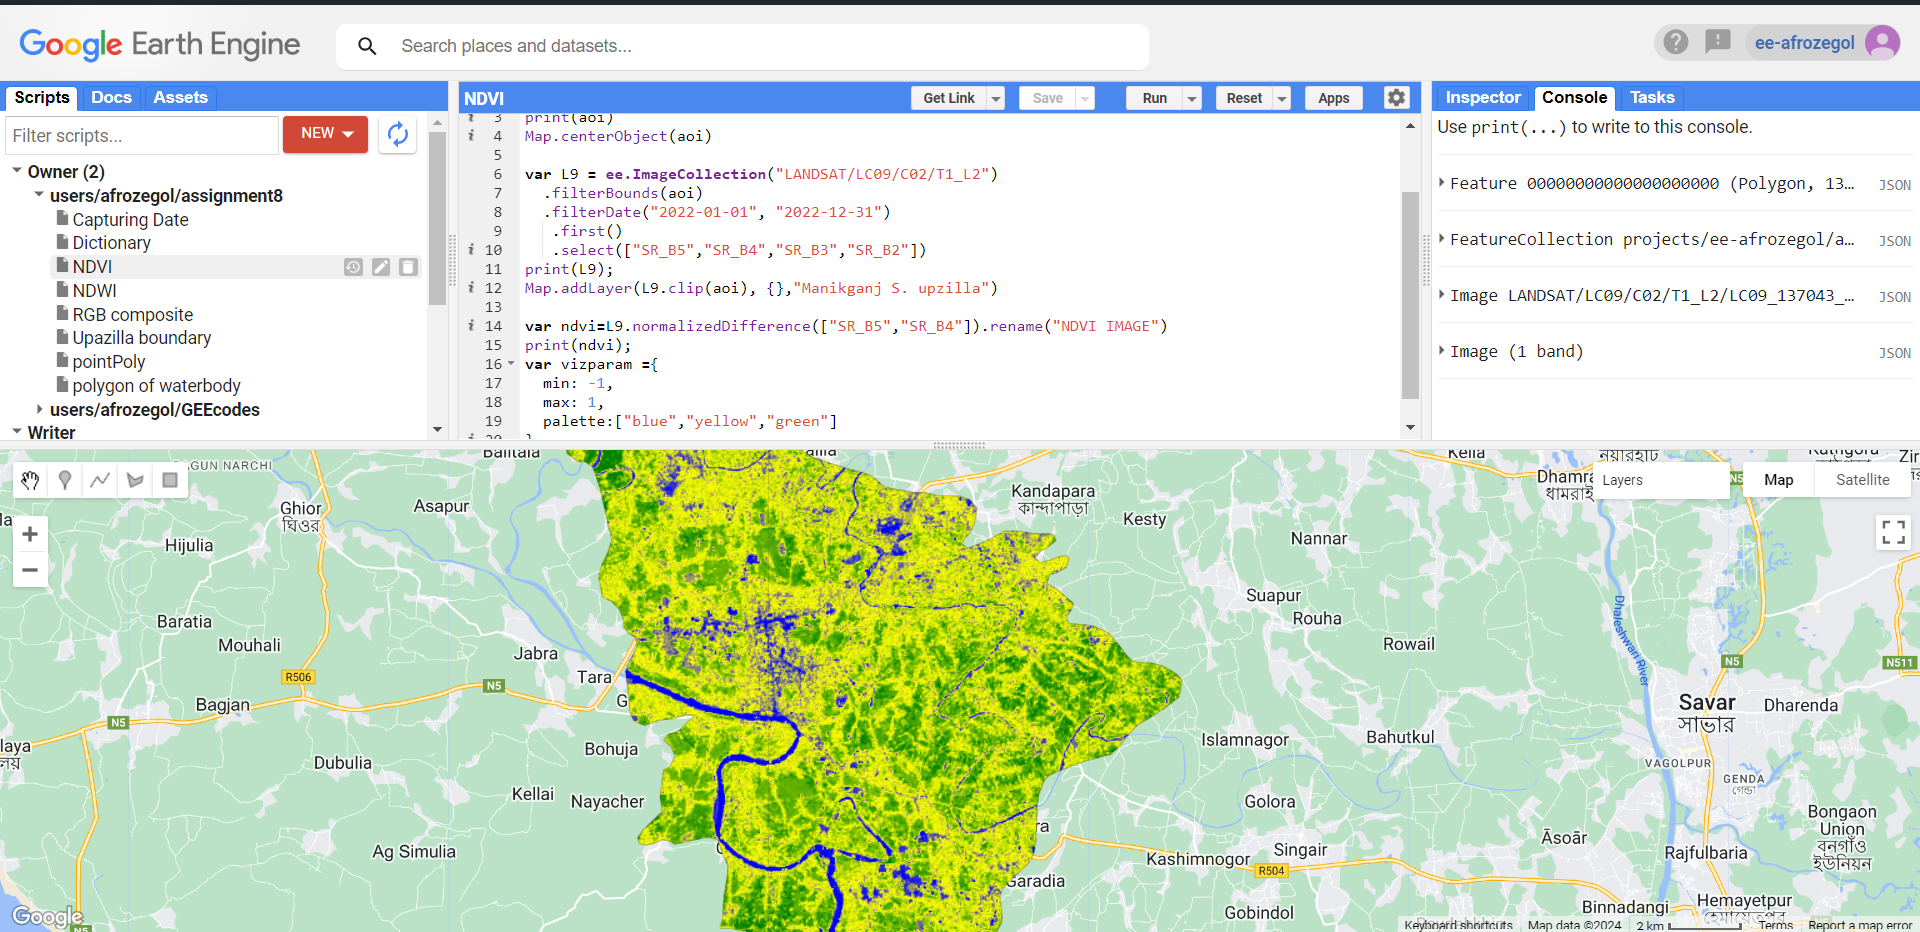 Google Earth Engine
Search places and datasets...
ee-afrozegol
Scripts
Docs
Assets
Filter scripts...
NEW
Owner (2)
users/afrozegol/assignment8
Capturing Date
Dictionary
NDVI
NDWI
RGB composite
Upazilla boundary
pointPoly
polygon of waterbody
users/afrozegol/GEEcodes
Writer
NDVI
Get Link
Save
Run
Reset
Apps
3 print(aoi)
4 Map.centerObject(aoi)
5
6 var L9 = ee.ImageCollection("LANDSAT/LC09/C02/T1_L2")
7 .filterBounds(aoi)
8 .filterDate("2022-01-01", "2022-12-31")
9 .first()
10 .select(["SR_B5","SR_B4","SR_B3","SR_B2"])
11 print(L9);
12 Map.addLayer(L9.clip(aoi), {},"Manikganj S. upzilla")
13
14 var ndvi=L9.normalizedDifference(["SR_B5","SR_B4"]).rename("NDVI IMAGE")
15 print(ndvi);
16 var vizparam ={
17 min: -1,
18 max: 1,
19 palette:["blue","yellow","green"]
Inspector
Console
Tasks
Use print(...) to write to this console.
Feature 00000000000000000000 (Polygon, 13… JSON
FeatureCollection projects/ee-afrozegol/a… JSON
Image LANDSAT/LC09/C02/T1_L2/LC09_137043_… JSON
Image (1 band) JSON
Layers
Map
Satellite
Balitala
AGUN NARCHI
Ghior
ঘিওর
Asapur
Hijulia
Baratia
Mouhali
Jabra
Tara
R506
N5
Bagjan
N5
Bohuja
Dubulia
Kellai
Nayacher
Ag Simulia
Kandapara
কান্দাপাড়া
Kesty
Nannar
Suapur
Rouha
Rowail
Kella
নয়ারহাট
Dhamra
ধামরাই
N5
Dhaleshwari River
N5
N511
Savar
সাভার
Dharenda
Islamnagor
Bahutkul
VAGOLPUR
GENDA
গেন্ডা
Golora
Bongaon
Union
বনগাঁও
ইউনিয়ন
Āsoār
Rajfulbaria
Singair
Kashimnogor
R504
Garadia
Gobindol
Binnadangi
Hemayetpur
হেমায়েতপুর
Google
N5
Keyboard shortcuts
Map data ©2024
2 km
Terms
Report a map error